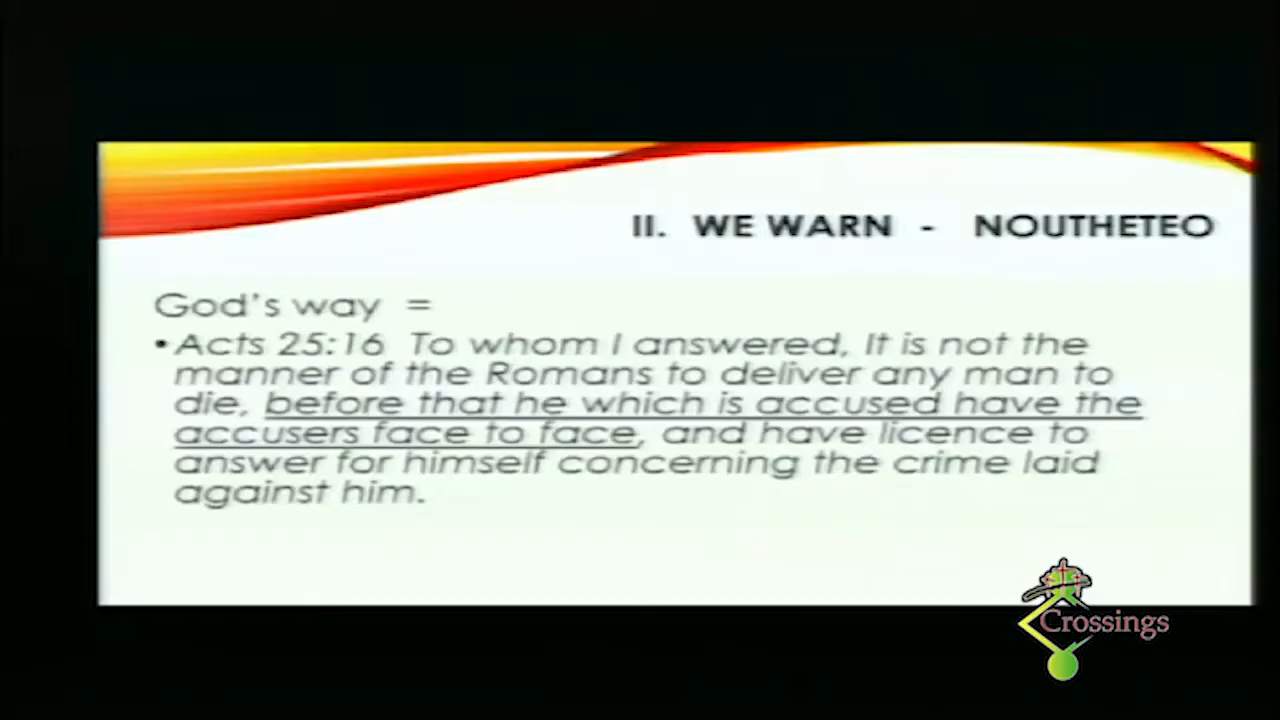 II. WE WARN - NOUTHETEO
God's way =
• Acts 25:16 To whom I answered, It is not the
manner of the Romans to deliver any man to
die, before that he which is accused have the
accusers face to face, and have licence to
answer for himself concerning the crime laid
against him.
Crossings